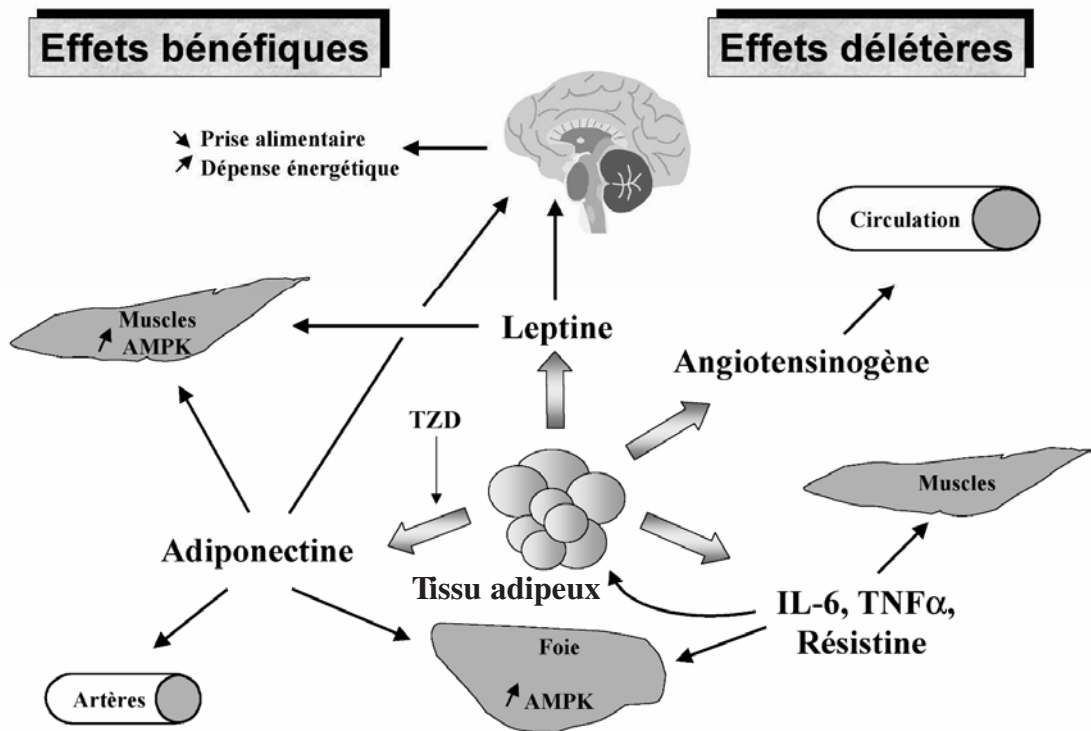 Effets bénéfiques
Effets délétères
↘ Prise alimentaire
↗ Dépense énergétique
Circulation
Muscles
↗ AMPK
Leptine
Angiotensinogène
TZD
Muscles
Adiponectine
Tissu adipeux
IL-6, TNFα,
Résistine
Foie
↗ AMPK
Artères